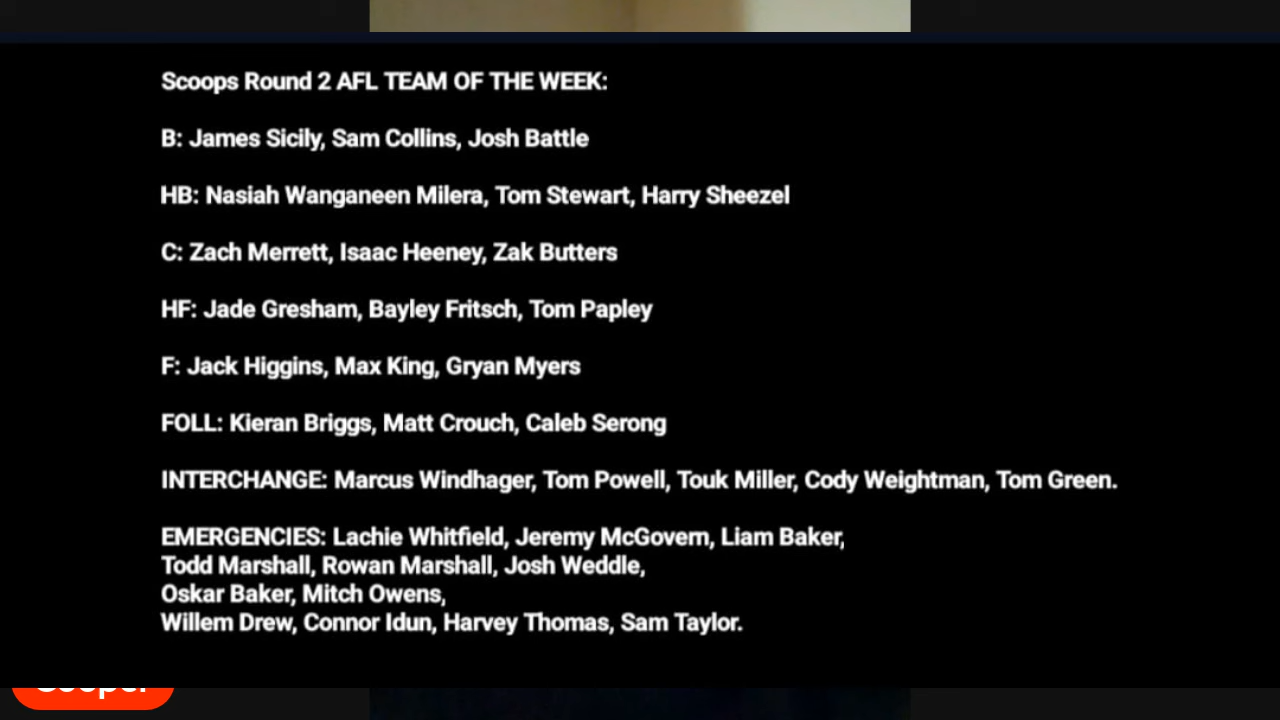 Scoops Round 2 AFL TEAM OF THE WEEK:
B: James Sicily, Sam Collins, Josh Battle
HB: Nasiah Wanganeen Milera, Tom Stewart, Harry Sheezel
C: Zach Merrett, Isaac Heeney, Zak Butters
HF: Jade Gresham, Bayley Fritsch, Tom Papley
F: Jack Higgins, Max King, Gryan Myers
FOLL: Kieran Briggs, Matt Crouch, Caleb Serong
INTERCHANGE: Marcus Windhager, Tom Powell, Touk Miller, Cody Weightman, Tom Green.
EMERGENCIES: Lachie Whitfield, Jeremy McGovern, Liam Baker,
Todd Marshall, Rowan Marshall, Josh Weddle,
Oskar Baker, Mitch Owens,
Willem Drew, Connor Idun, Harvey Thomas, Sam Taylor.
Cooper